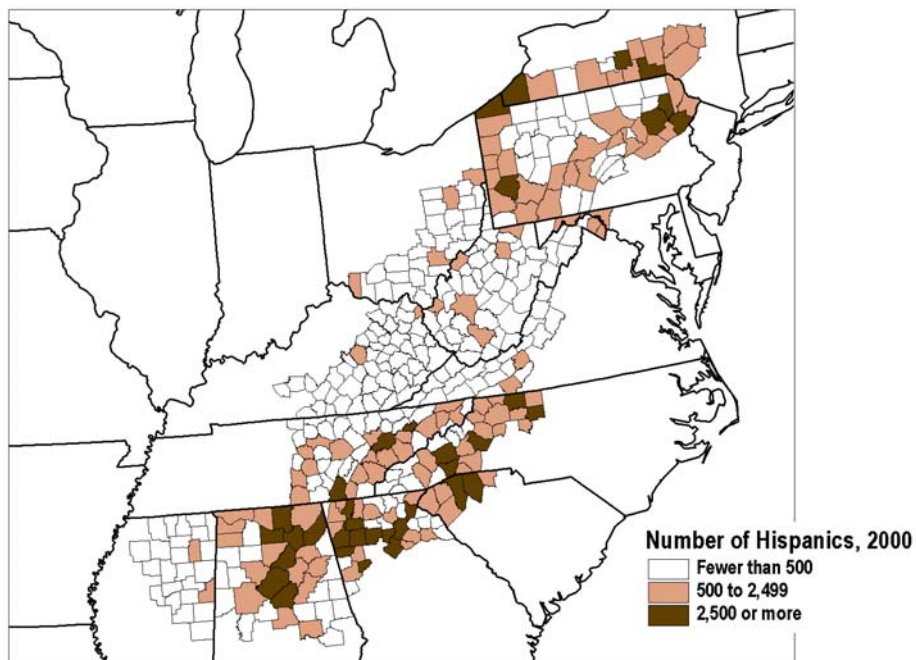 Number of Hispanics, 2000
Fewer than 500
500 to 2,499
2,500 or more